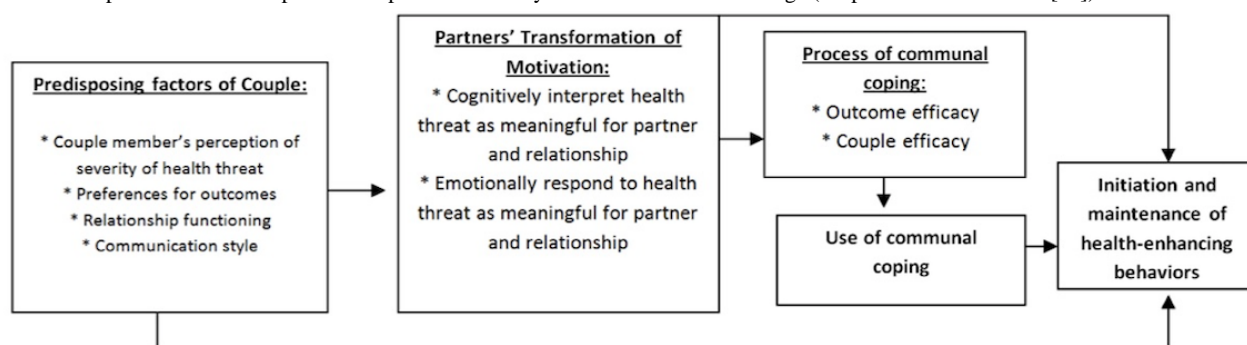 Predisposing factors of Couple:
* Couple member's perception of
severity of health threat
* Preferences for outcomes
* Relationship functioning
* Communication style
Partners' Transformation of
Motivation:
* Cognitively interpret health
threat as meaningful for partner
and relationship
* Emotionally respond to health
threat as meaningful for partner
and relationship
Process of communal
coping:
* Outcome efficacy
* Couple efficacy
Use of communal
coping
Initiation and
maintenance of
health-enhancing
behaviors